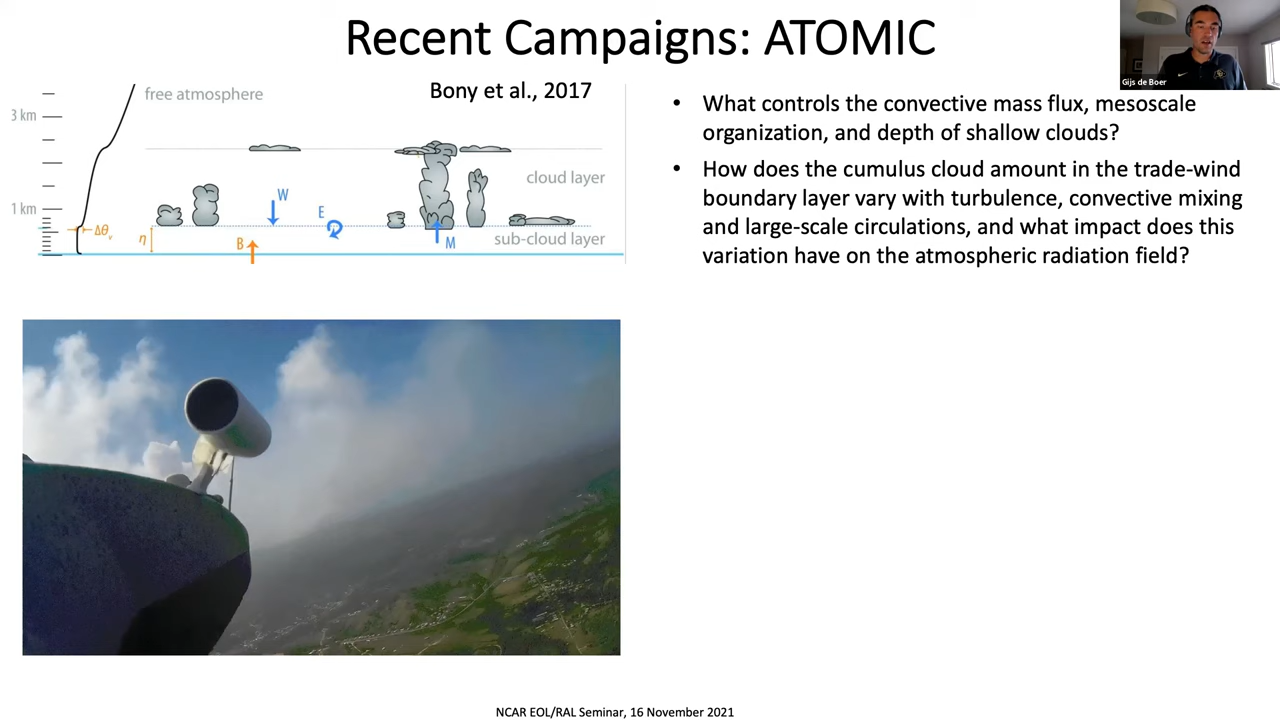 Recent Campaigns: ATOMIC
Gijs de Boer
free atmosphere
Bony et al., 2017
3 km
cloud layer
W
1 km
E
Δθv
η
B
M
sub-cloud layer
• What controls the convective mass flux, mesoscale
organization, and depth of shallow clouds?
• How does the cumulus cloud amount in the trade-wind
boundary layer vary with turbulence, convective mixing
and large-scale circulations, and what impact does this
variation have on the atmospheric radiation field?
NCAR EOL/RAL Seminar, 16 November 2021